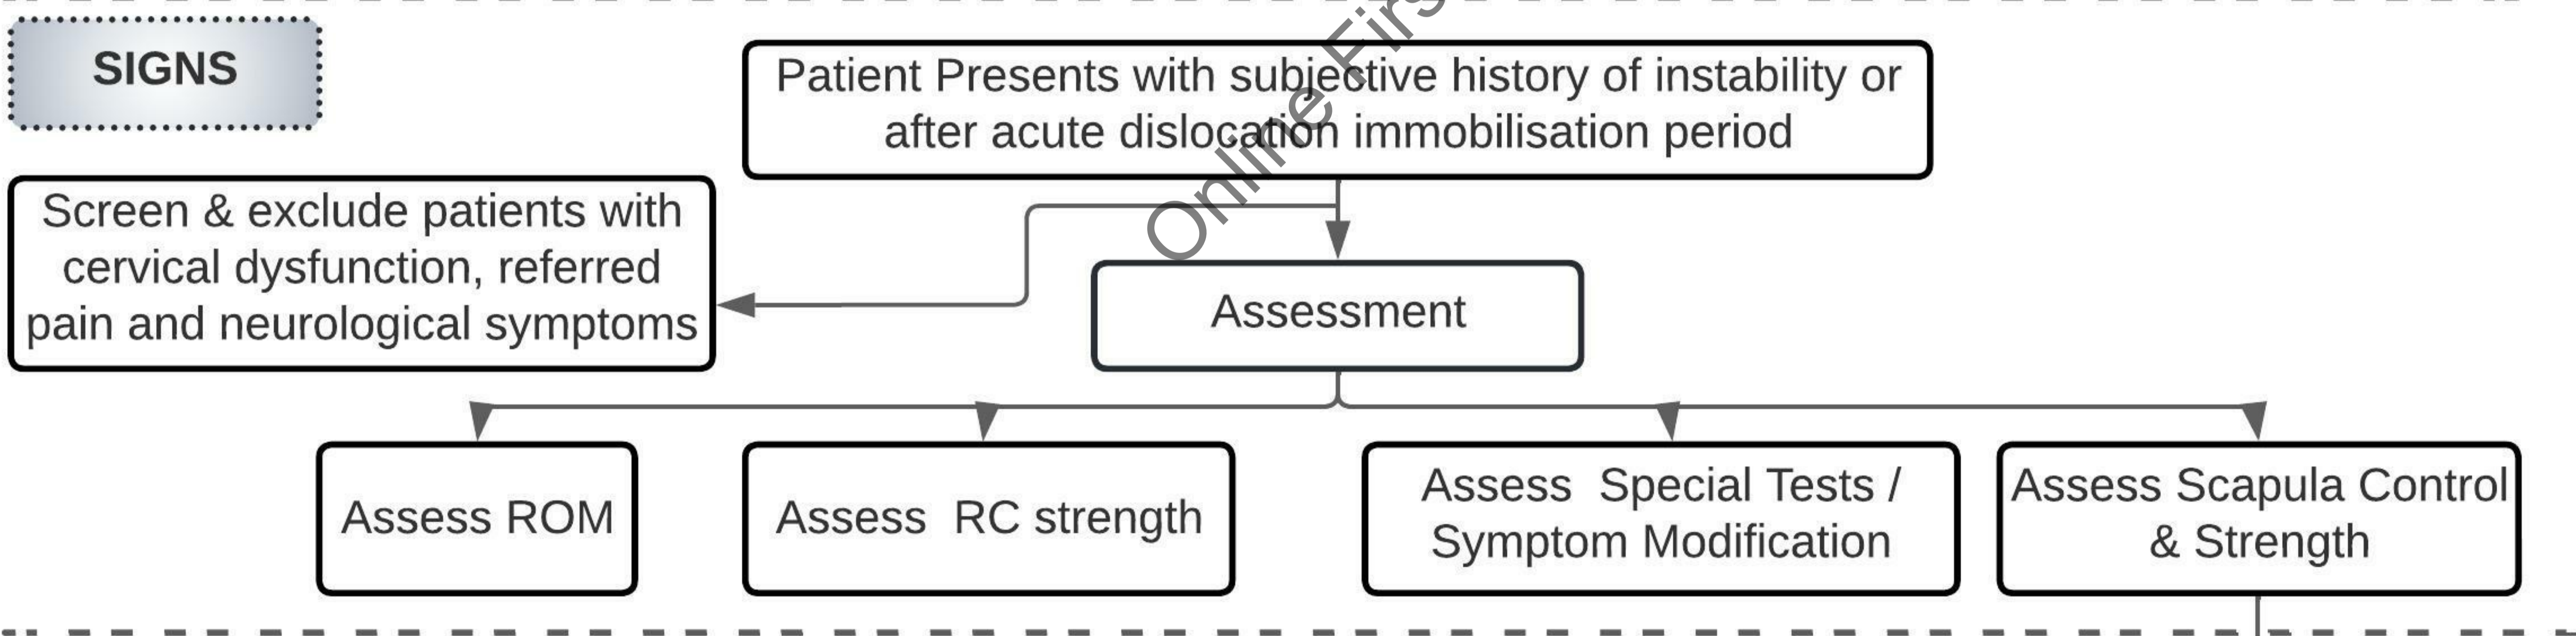 SIGNS
Patient Presents with subjective history of instability or
after acute dislocation immobilisation period
Screen & exclude patients with
cervical dysfunction, referred
pain and neurological symptoms
Assessment
Assess ROM
Assess  RC strength
Assess  Special Tests /
Symptom Modification
Assess Scapula Control
& Strength
Online Firs